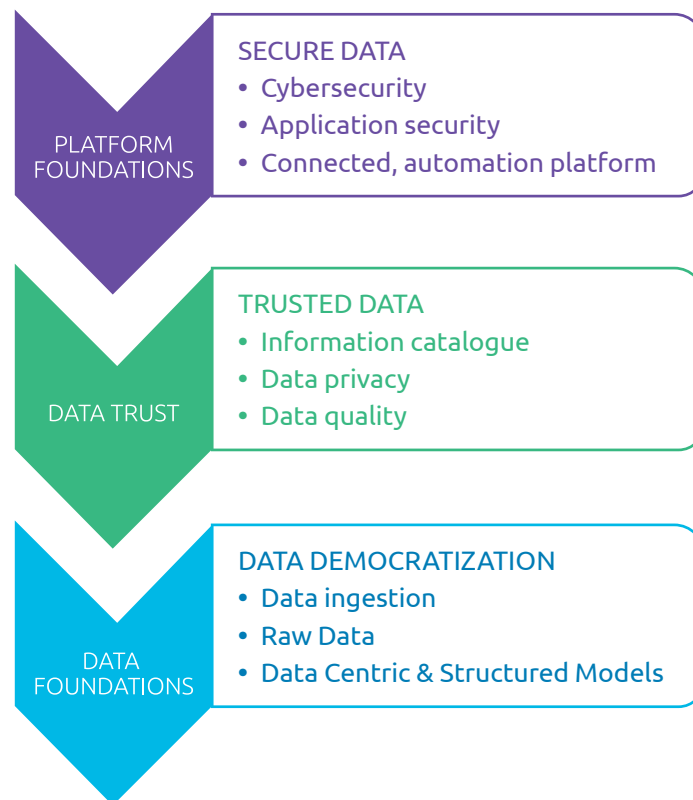 PLATFORM
FOUNDATIONS
SECURE DATA
• Cybersecurity
• Application security
• Connected, automation platform
DATA TRUST
TRUSTED DATA
• Information catalogue
• Data privacy
• Data quality
DATA
FOUNDATIONS
DATA DEMOCRATIZATION
• Data ingestion
• Raw Data
• Data Centric & Structured Models